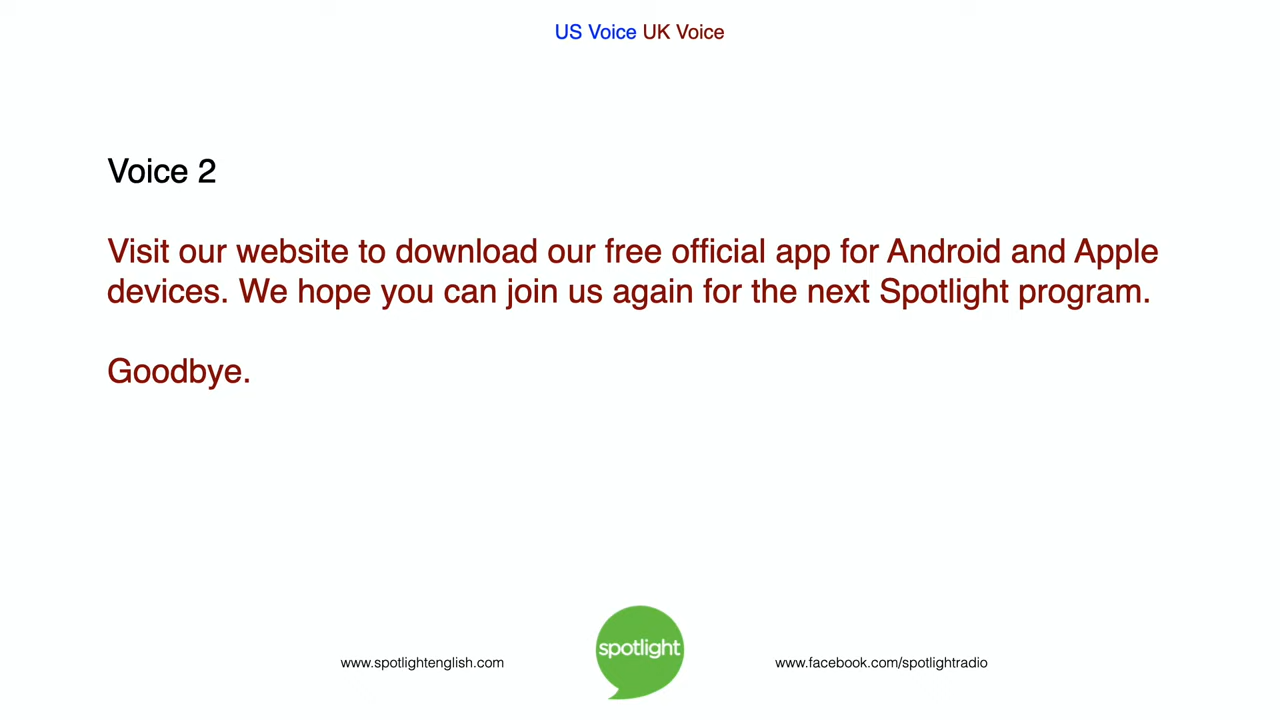 US Voice UK Voice
Voice 2
Visit our website to download our free official app for Android and Apple
devices. We hope you can join us again for the next Spotlight program.
Goodbye.
www.spotlightenglish.com
spotlight
www.facebook.com/spotlightradio